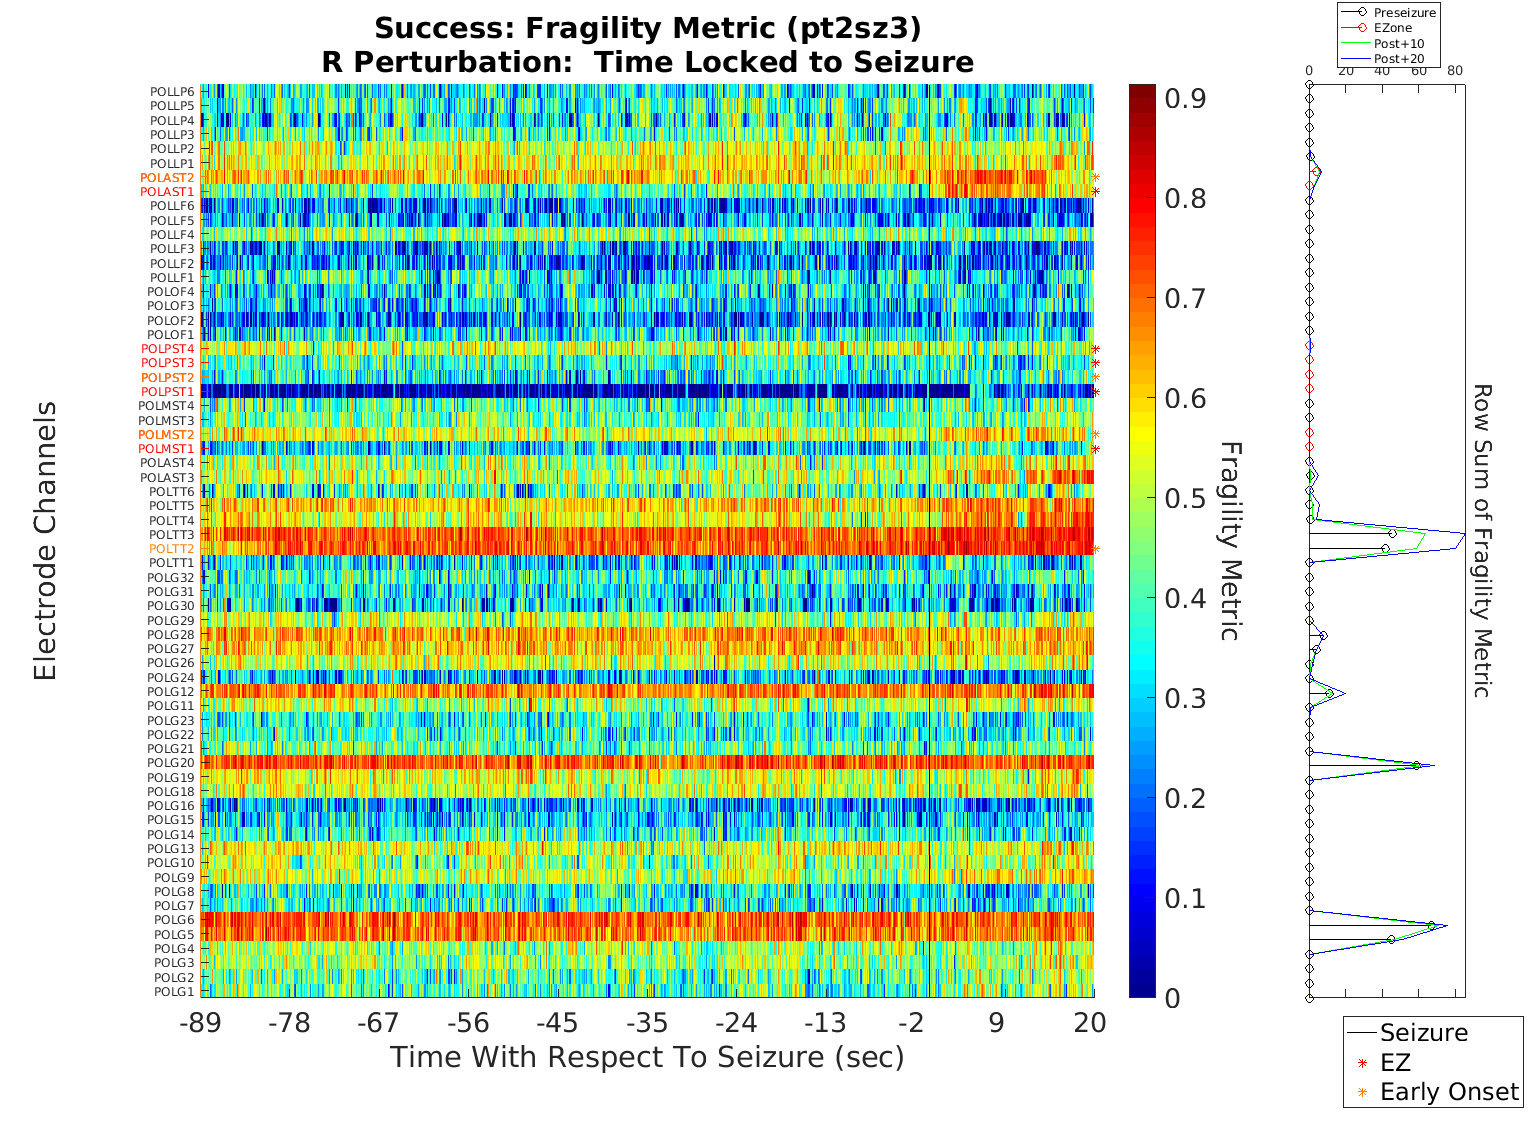 Success: Fragility Metric (pt2sz3)
R Perturbation:  Time Locked to Seizure
Electrode Channels
POLLP6
POLLP5
POLLP4
POLLP3
POLLP2
POLLP1
POLAST2
POLAST1
POLLF6
POLLF5
POLLF4
POLLF3
POLLF2
POLLF1
POLOF4
POLOF3
POLOF2
POLOF1
POLPST4
POLPST3
POLPST2
POLPST1
POLMST4
POLMST3
POLMST2
POLMST1
POLAST4
POLAST3
POLTT6
POLTT5
POLTT4
POLTT3
POLTT2
POLTT1
POLG32
POLG31
POLG30
POLG29
POLG28
POLG27
POLG26
POLG24
POLG12
POLG11
POLG23
POLG22
POLG21
POLG20
POLG19
POLG18
POLG16
POLG15
POLG14
POLG13
POLG10
POLG9
POLG8
POLG7
POLG6
POLG5
POLG4
POLG3
POLG2
POLG1
-89 -78 -67 -56 -45 -35 -24 -13 -2 9 20
Time With Respect To Seizure (sec)
0.9
0.8
0.7
0.6
0.5
0.4
0.3
0.2
0.1
0
Fragility Metric
Preseizure
EZone
Post+10
Post+20
0 20 40 60 80
Row Sum of Fragility Metric
Seizure
EZ
Early Onset